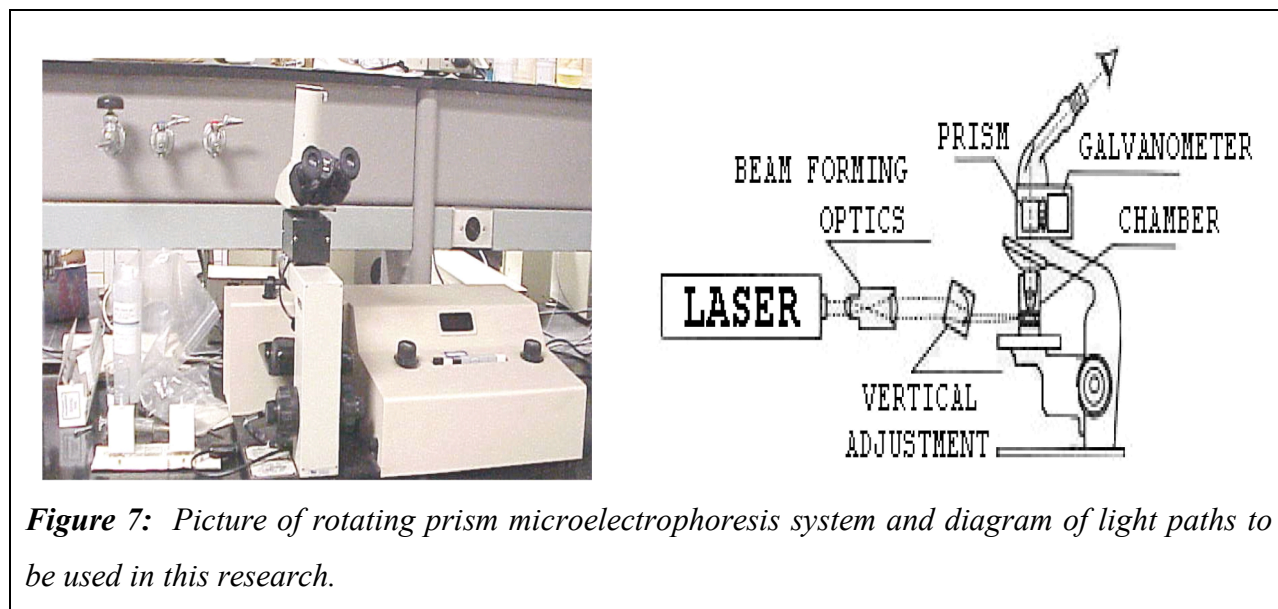 PRISM
GALVANOMETER
BEAM FORMING
OPTICS
CHAMBER
LASER
VERTICAL
ADJUSTMENT
Figure 7: Picture of rotating prism microelectrophoresis system and diagram of light paths to
be used in this research.